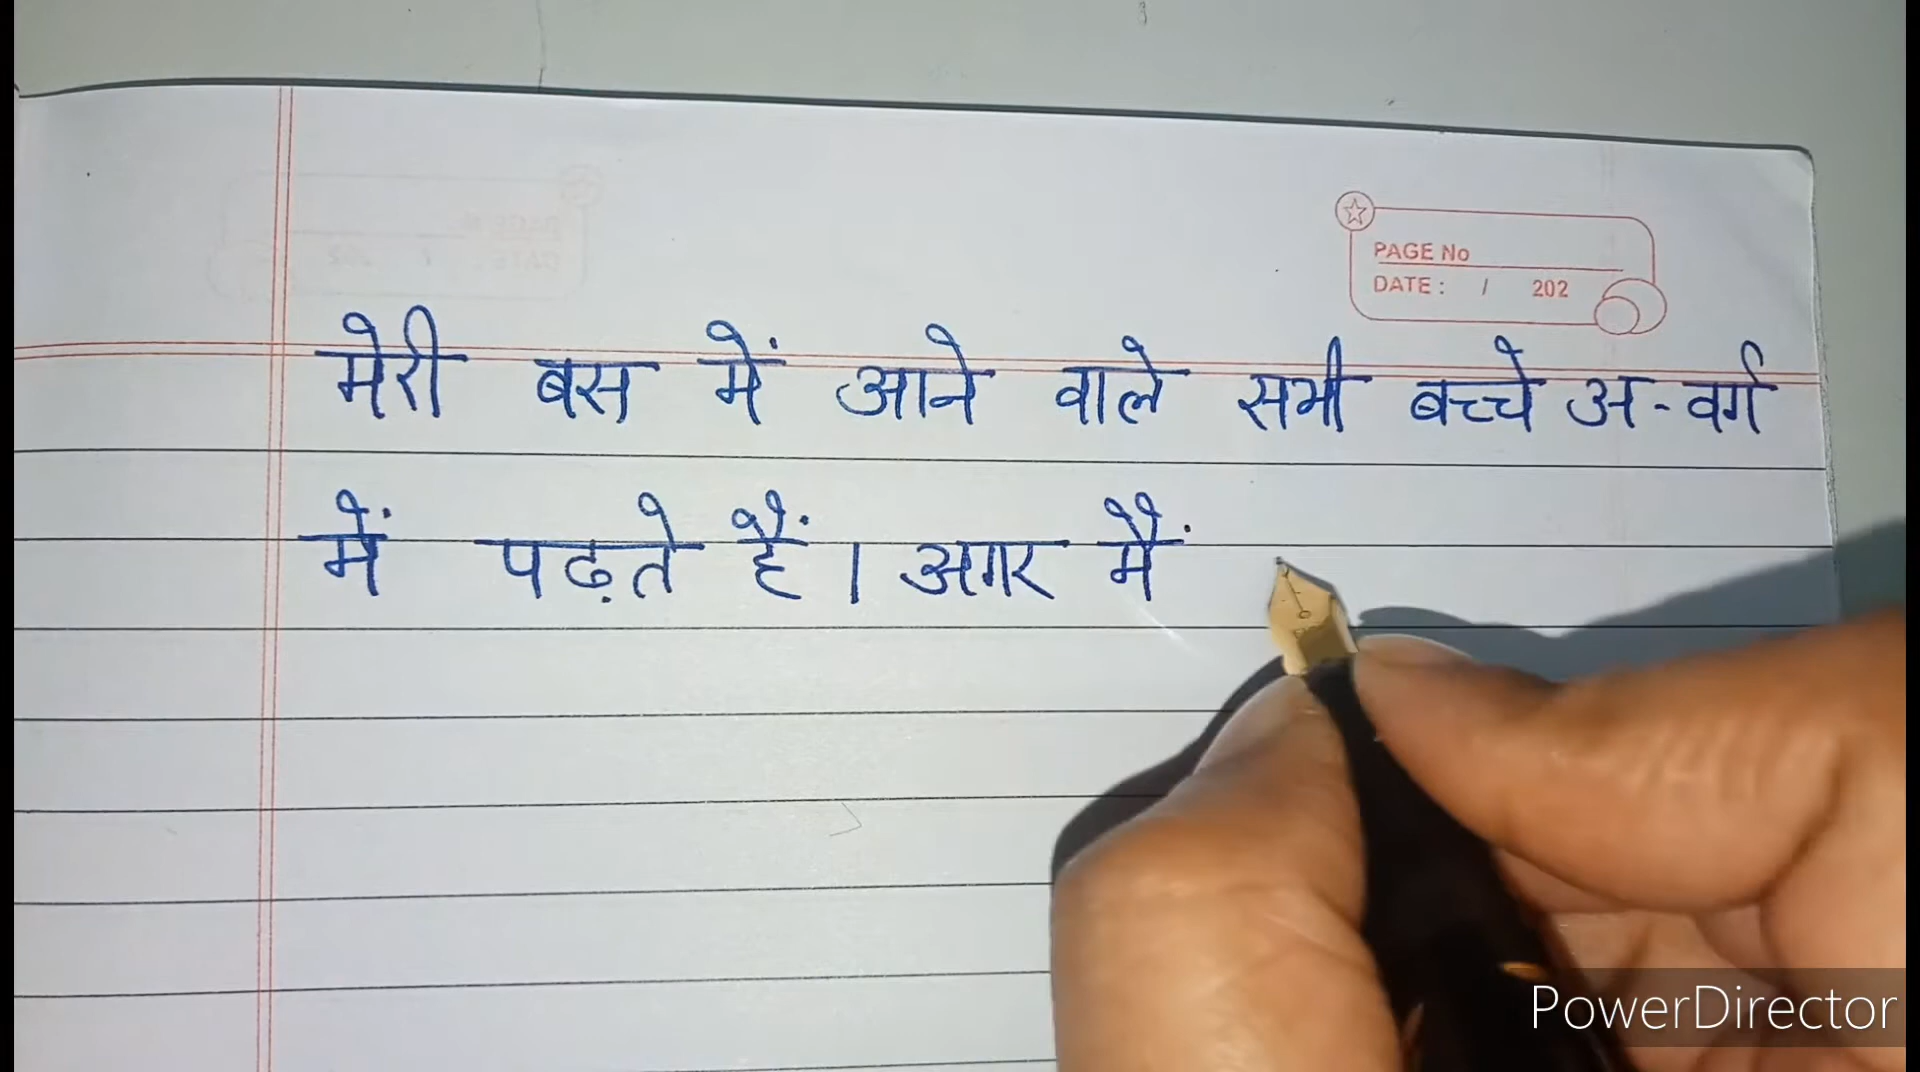 PAGE No
DATE : / 202
मेरी बस में आने वाले सभी बच्चे अ-वर्ग
में पढ़ते हैं। अगर मैं
PowerDirector